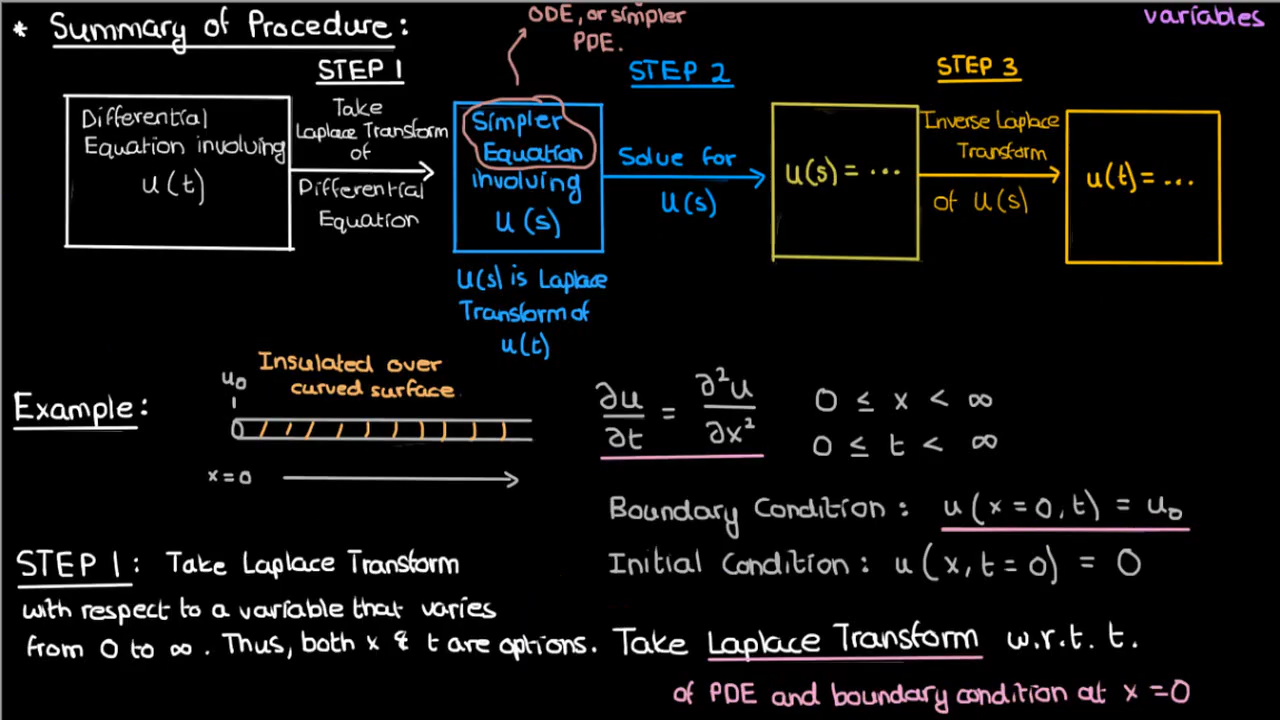 ODE, or simpler
PDE.
variables
* Summary of Procedure:
STEP 1
STEP 2
STEP 3
Differential
Equation involving
u(t)
Take
Laplace Transform
of
Differential
Equation
Simpler
Equation
involving
U(s)
Solve for
U(s)
U(s) = ...
Inverse Laplace
Transform
of U(s)
u(t) = ...
U(s) is Laplace
Transform of
u(t)
Example:
u₀
Insulated over
curved surface
x = 0
∂u/∂t = ∂²u/∂x²
0 ≤ x < ∞
0 ≤ t < ∞
Boundary Condition: u(x = 0, t) = u₀
Initial Condition: u(x, t = 0) = 0
STEP 1: Take Laplace Transform
with respect to a variable that varies
from 0 to ∞. Thus, both x & t are options. Take Laplace Transform w.r.t. t.
of PDE and boundary condition at x = 0